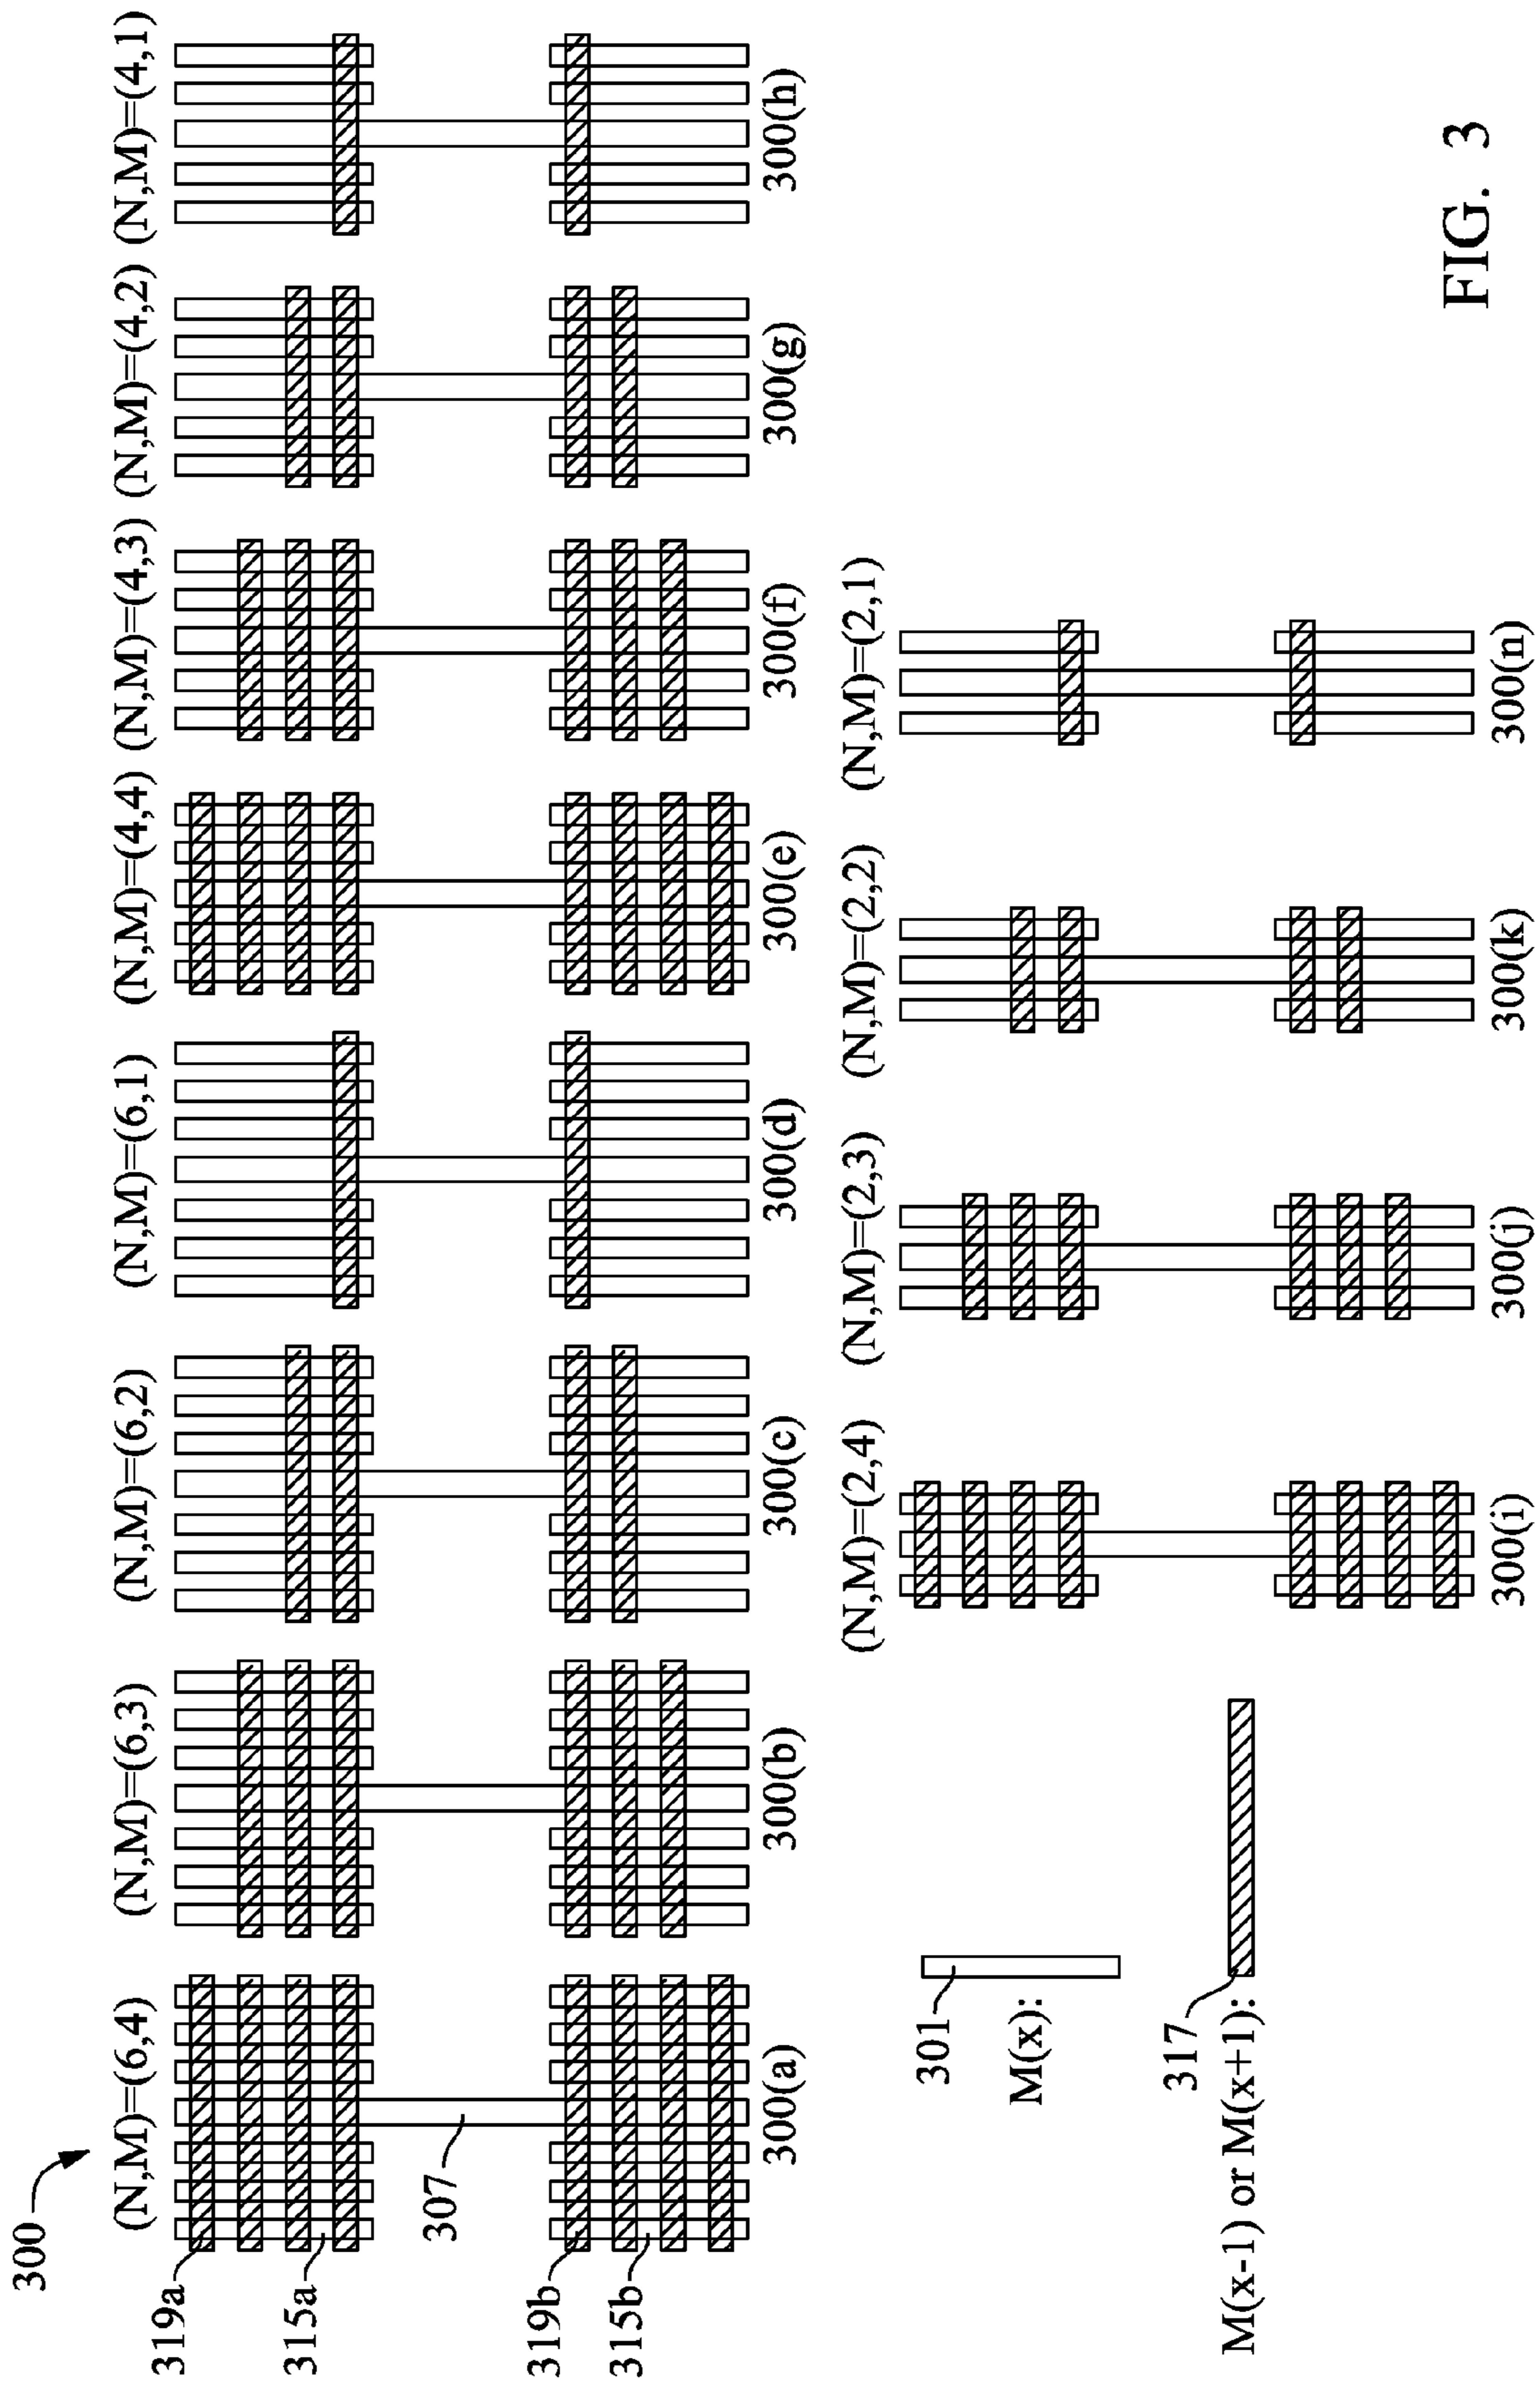 300
(N,M)=(6,4)
(N,M)=(6,3)
(N,M)=(6,2)
(N,M)=(6,1)
(N,M)=(4,4)
(N,M)=(4,3)
(N,M)=(4,2)
(N,M)=(4,1)
319a
315a
307
319b
315b
300(a)
300(b)
300(c)
300(d)
300(e)
300(f)
300(g)
300(h)
(N,M)=(2,4)
(N,M)=(2,3)
(N,M)=(2,2)
(N,M)=(2,1)
301
M(x):
317
M(x-1) or M(x+1):
300(i)
300(j)
300(k)
300(n)
FIG. 3